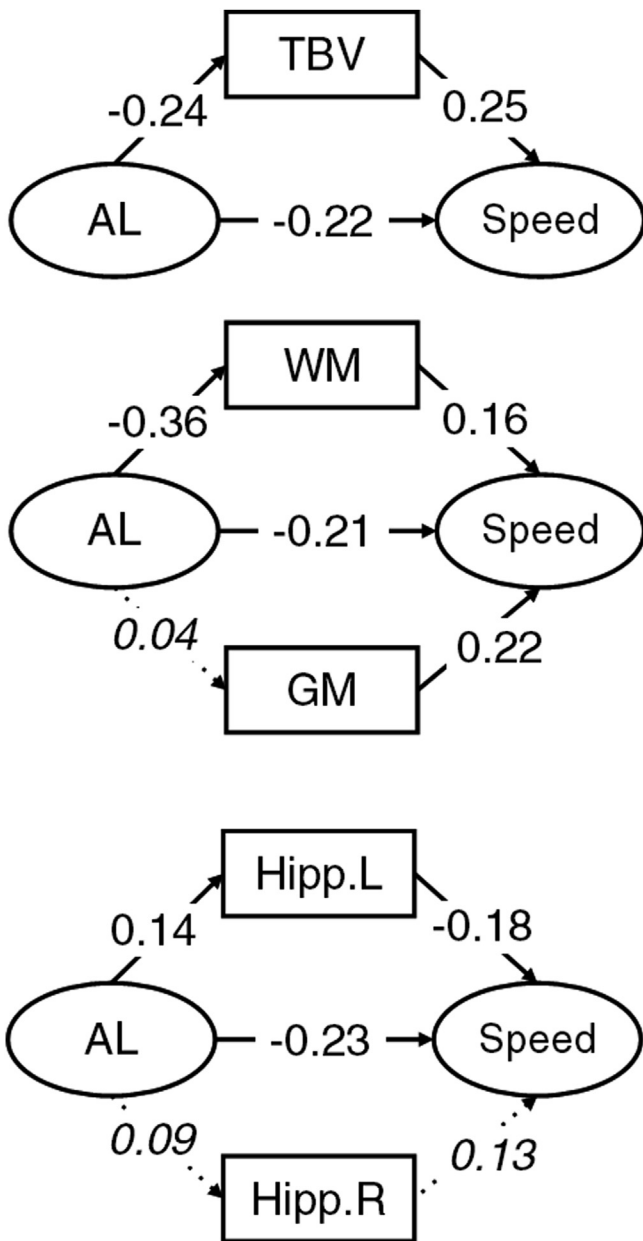 TBV
-0.24 0.25
AL -0.22 Speed
WM
-0.36 0.16
AL -0.21 Speed
0.04 0.22
GM
Hipp.L
0.14 -0.18
AL -0.23 Speed
0.09 0.13
Hipp.R